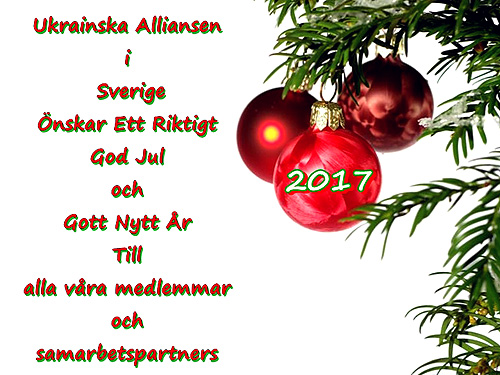 Ukrainska Alliansen
i
Sverige
Önskar Ett Riktigt
God Jul
och
Gott Nytt År
Till
alla våra medlemmar
och
samarbetspartners
2017